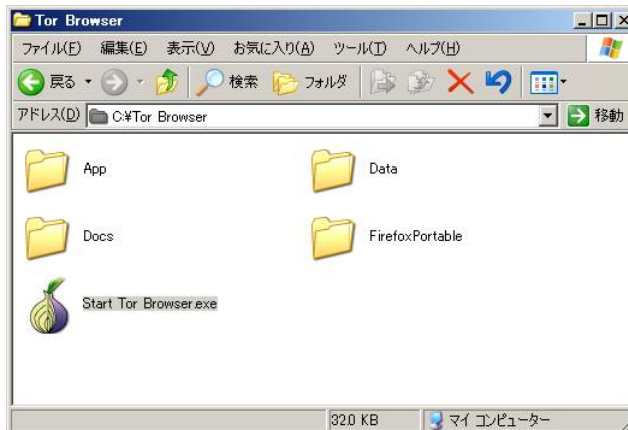 Tor Browser
ファイル(F) 編集(E) 表示(V) お気に入り(A) ツール(T) ヘルプ(H)
戻る 検索 フォルダ
アドレス(D) C:¥Tor Browser 移動
App Data
Docs FirefoxPortable
Start Tor Browser.exe
32.0 KB マイ コンピューター